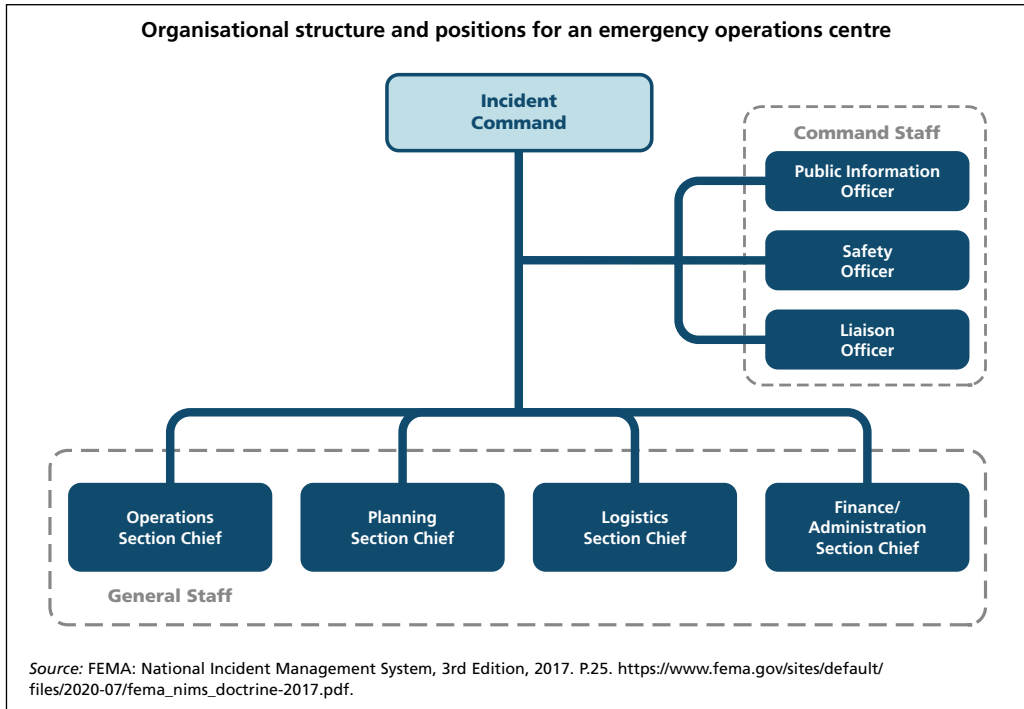 Organisational structure and positions for an emergency operations centre
Incident
Command
Command Staff
Public Information
Officer
Safety
Officer
Liaison
Officer
Operations
Section Chief
Planning
Section Chief
Logistics
Section Chief
Finance/
Administration
Section Chief
General Staff
Source: FEMA: National Incident Management System, 3rd Edition, 2017. P.25. https://www.fema.gov/sites/default/
files/2020-07/fema_nims_doctrine-2017.pdf.